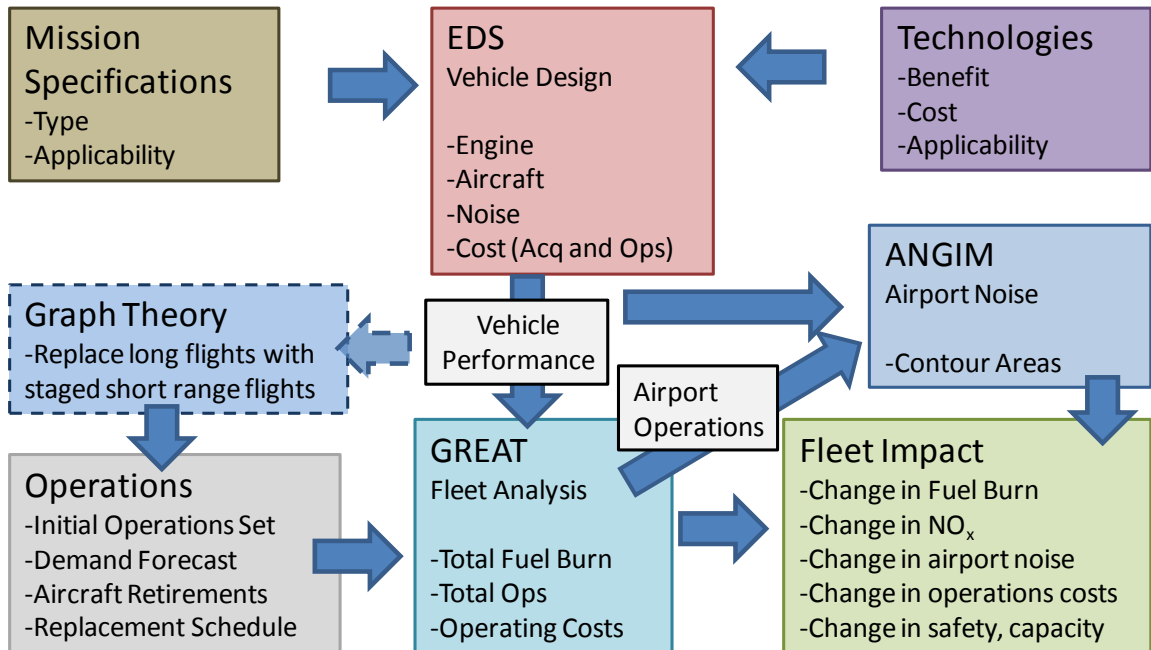 Mission
Specifications
-Type
-Applicability
EDS
Vehicle Design
-Engine
-Aircraft
-Noise
-Cost (Acq and Ops)
Technologies
-Benefit
-Cost
-Applicability
Graph Theory
-Replace long flights with
staged short range flights
Vehicle
Performance
ANGIM
Airport Noise
-Contour Areas
Airport
Operations
Operations
-Initial Operations Set
-Demand Forecast
-Aircraft Retirements
-Replacement Schedule
GREAT
Fleet Analysis
-Total Fuel Burn
-Total Ops
-Operating Costs
Fleet Impact
-Change in Fuel Burn
-Change in NOₓ
-Change in airport noise
-Change in operations costs
-Change in safety, capacity